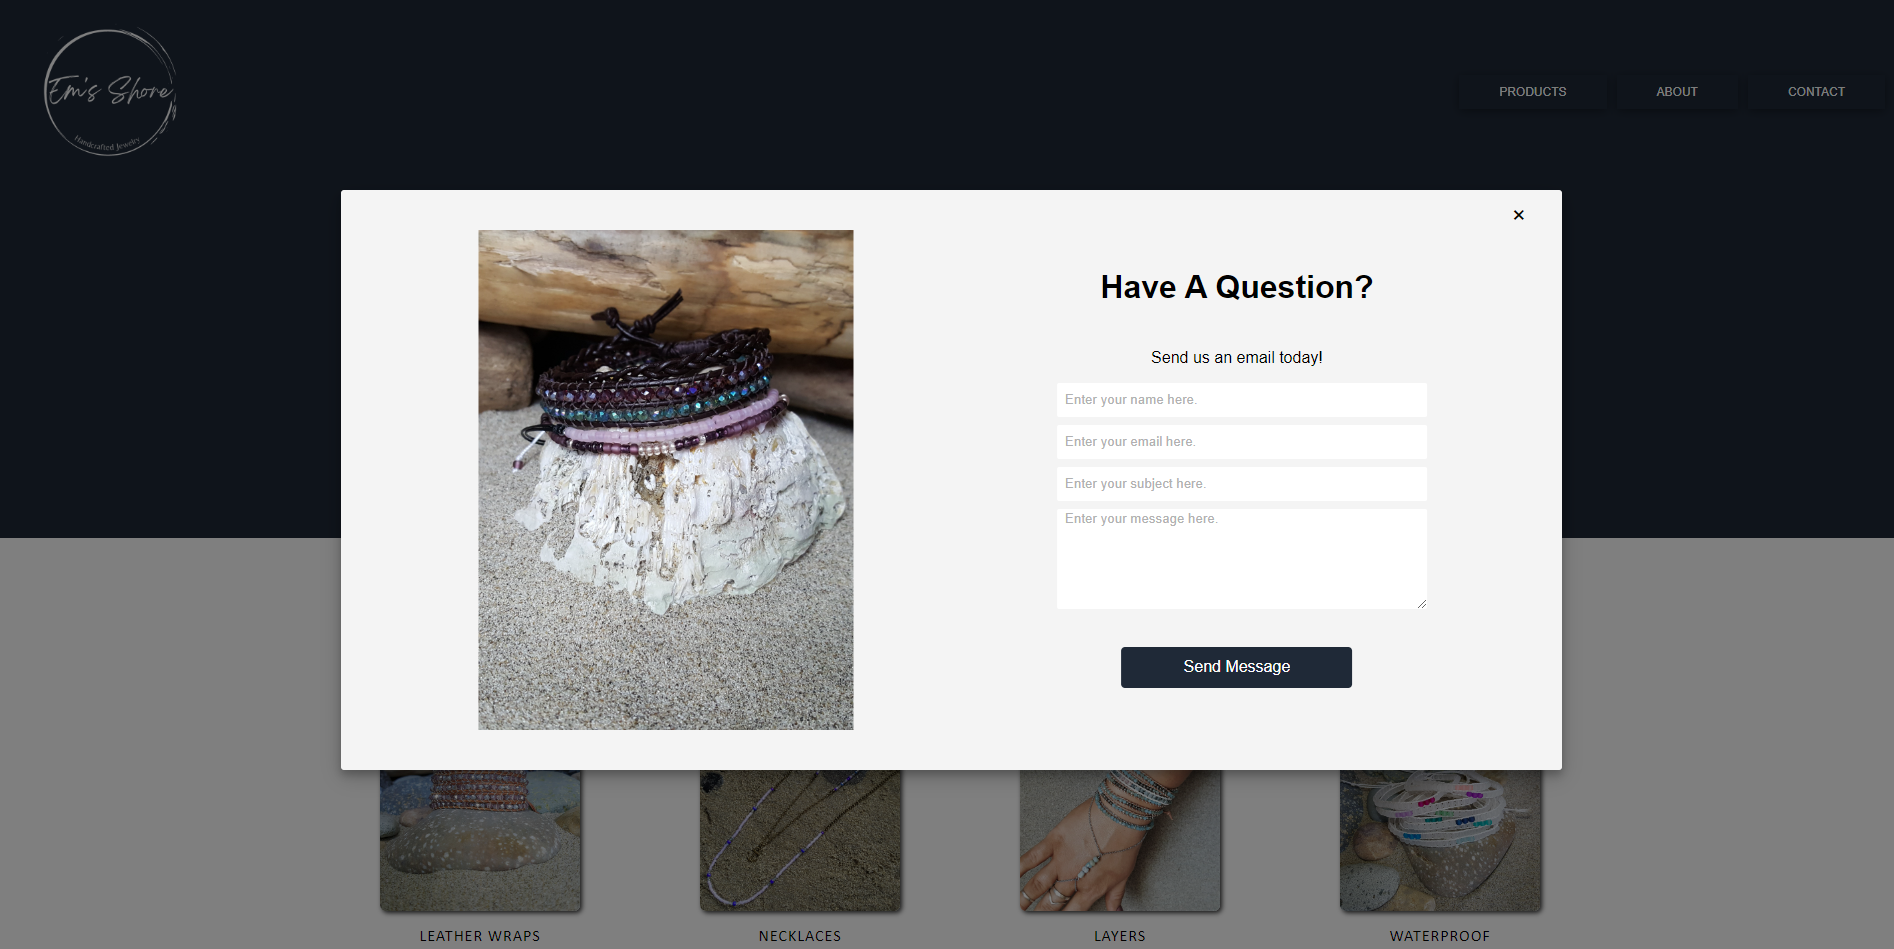 Em's Shore
Handcrafted Jewelry
PRODUCTS
ABOUT
CONTACT
×
Have A Question?
Send us an email today!
Enter your name here.
Enter your email here.
Enter your subject here.
Enter your message here.
Send Message
LEATHER WRAPS
NECKLACES
LAYERS
WATERPROOF